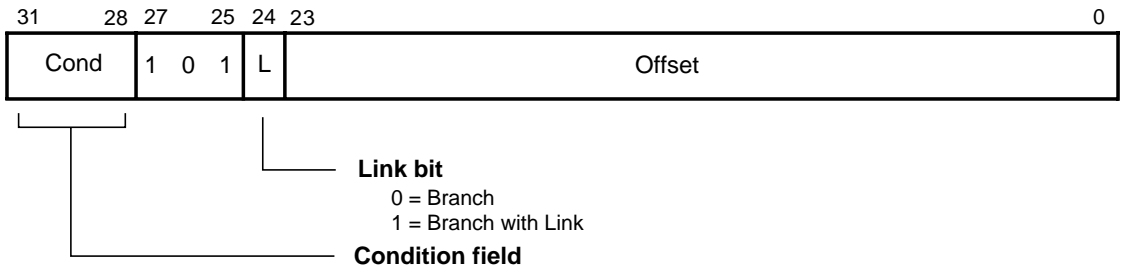 31 28 27 25 24 23 0
Cond 1 0 1 L Offset
Link bit
0 = Branch
1 = Branch with Link
Condition field